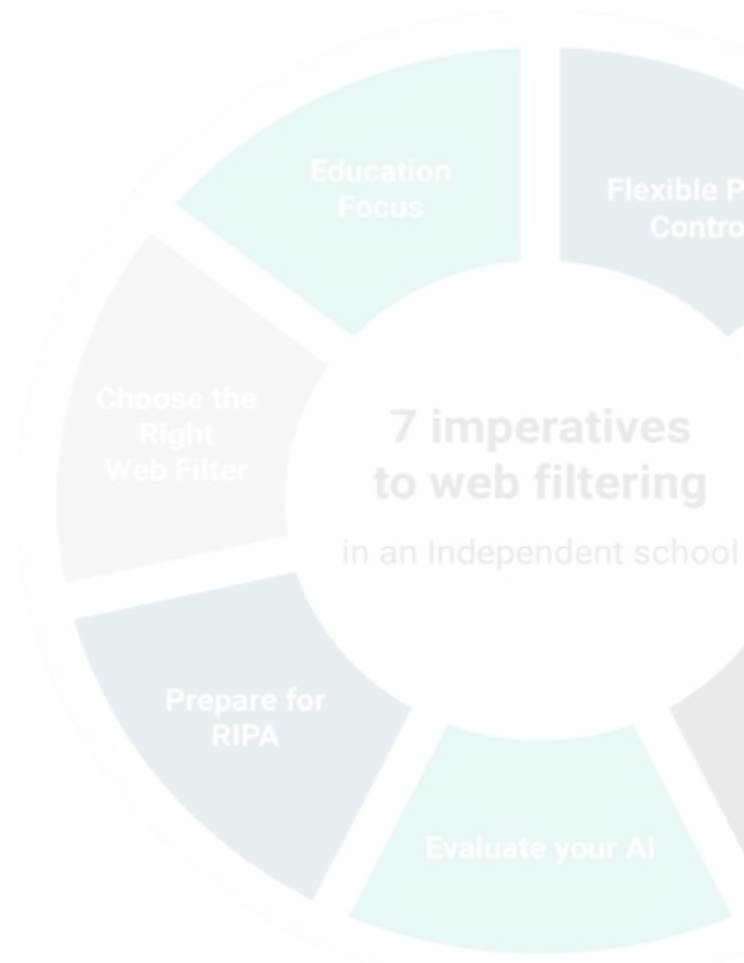 Education
Focus
Flexible P
Contro
Choose the
Right
Web Filter
7 imperatives
to web filtering
in an Independent school
Prepare for
RIPA
Evaluate your AI